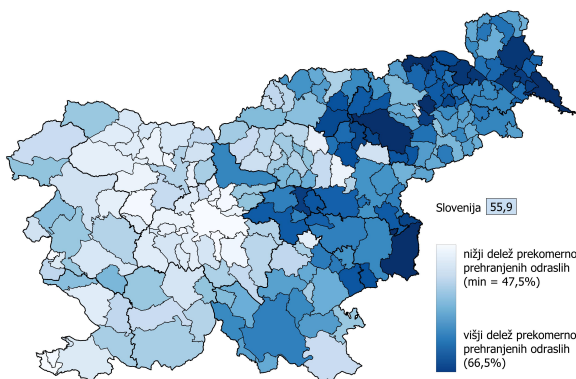 Slovenija 55,9
nižji delež prekomerno
prehranjenih odraslih
(min = 47,5%)
višji delež prekomerno
prehranjenih odraslih
(66,5%)